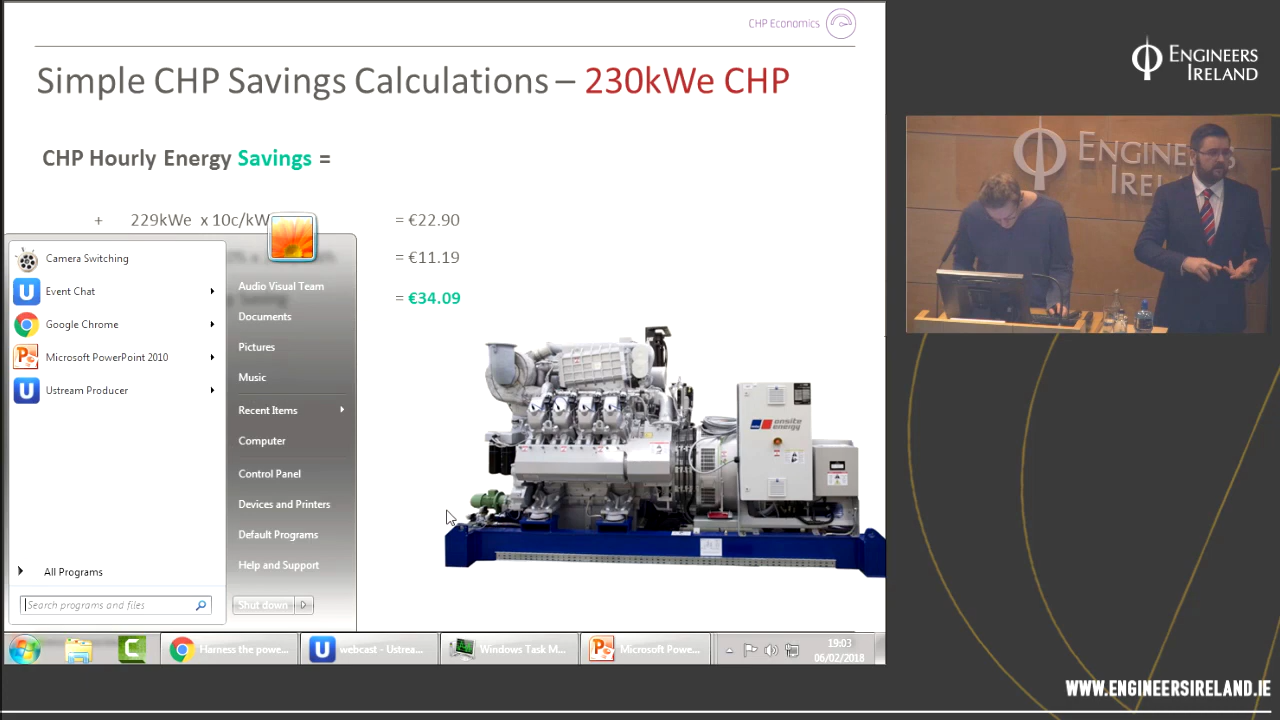 CHP Economics
Simple CHP Savings Calculations – 230kWe CHP
CHP Hourly Energy Savings =
+ 229kWe x 10c/kW
= €22.90
= €11.19
= €34.09
Camera Switching
Event Chat
Google Chrome
Microsoft PowerPoint 2010
Ustream Producer
All Programs
Search programs and files
Audio Visual Team
Documents
Pictures
Music
Recent Items
Computer
Control Panel
Devices and Printers
Default Programs
Help and Support
Shut down
onsite
energy
Harness the powe...
webcast - Ustrea...
Windows Task M...
Microsoft Powe...
19:03
06/02/2018
ENGINEERS
IRELAND
ENGINEERS
IREL
WWW.ENGINEERSIRELAND.IE